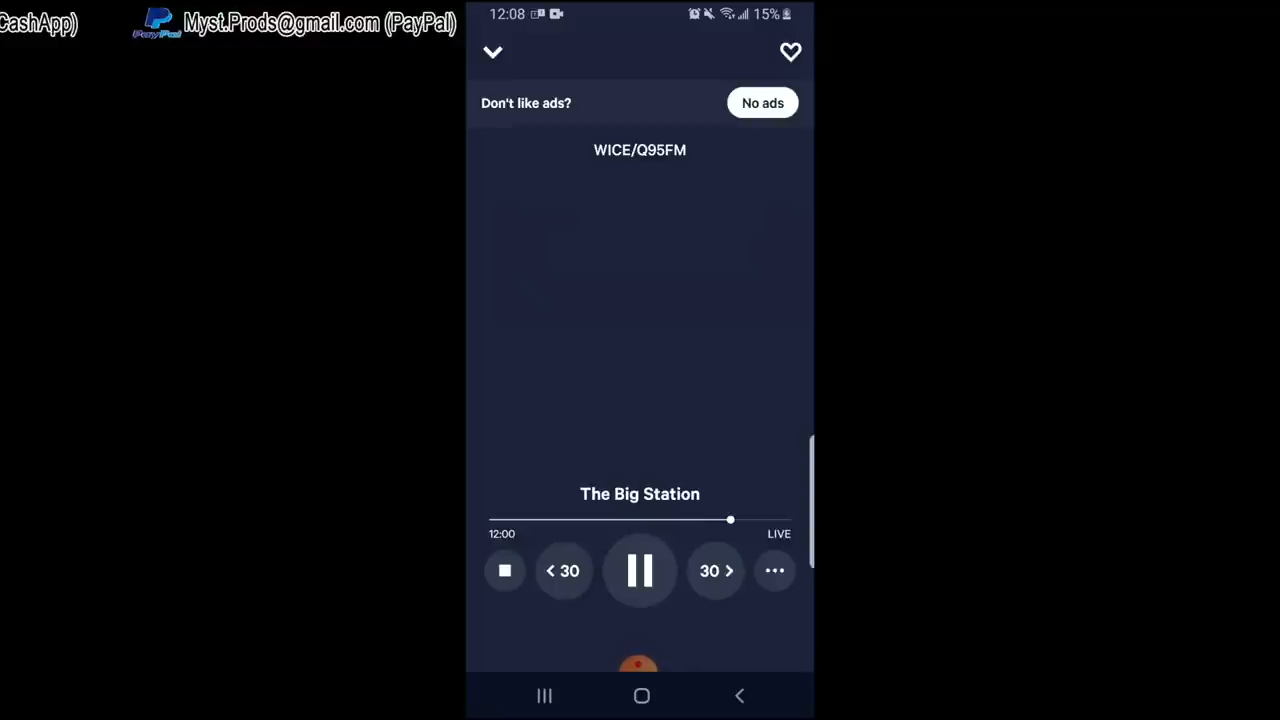 CashApp)
PayPal Myst.Prods@gmail.com (PayPal)
12:08
15%
Don't like ads?
No ads
WICE/Q95FM
The Big Station
12:00
LIVE
< 30
30 >